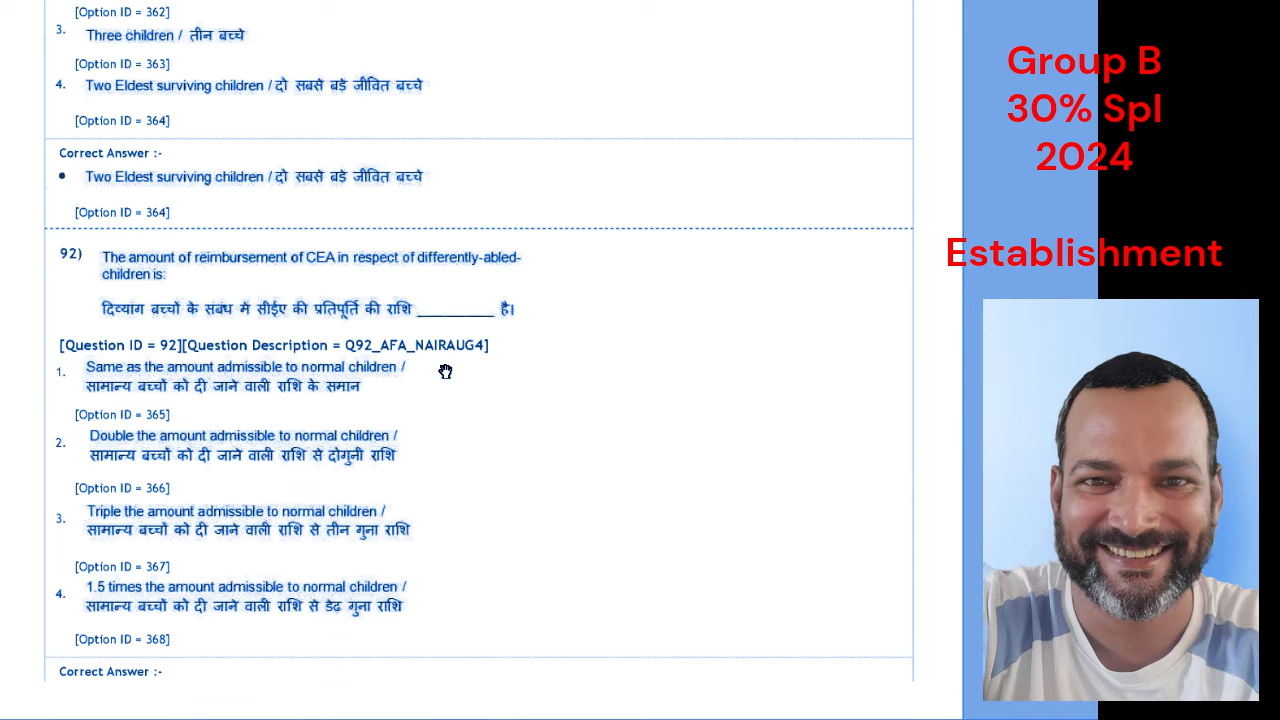 [Option ID = 362]
3. Three children / तीन बच्चे
[Option ID = 363]
4. Two Eldest surviving children / दो सबसे बड़े जीवित बच्चे
[Option ID = 364]
Correct Answer :-
• Two Eldest surviving children / दो सबसे बड़े जीवित बच्चे
[Option ID = 364]
92) The amount of reimbursement of CEA in respect of differently-abled-
children is:
दिव्यांग बच्चों के संबंध में सीईए की प्रतिपूर्ति की राशि __________ है।
[Question ID = 92][Question Description = Q92_AFA_NAIRAUG4]
1. Same as the amount admissible to normal children /
सामान्य बच्चों को दी जाने वाली राशि के समान
[Option ID = 365]
2. Double the amount admissible to normal children /
सामान्य बच्चों को दी जाने वाली राशि से दोगुनी राशि
[Option ID = 366]
3. Triple the amount admissible to normal children /
सामान्य बच्चों को दी जाने वाली राशि से तीन गुना राशि
[Option ID = 367]
4. 1.5 times the amount admissible to normal children /
सामान्य बच्चों को दी जाने वाली राशि से डेढ़ गुना राशि
[Option ID = 368]
Correct Answer :-
Group B
30% Spl
2024
Establishment